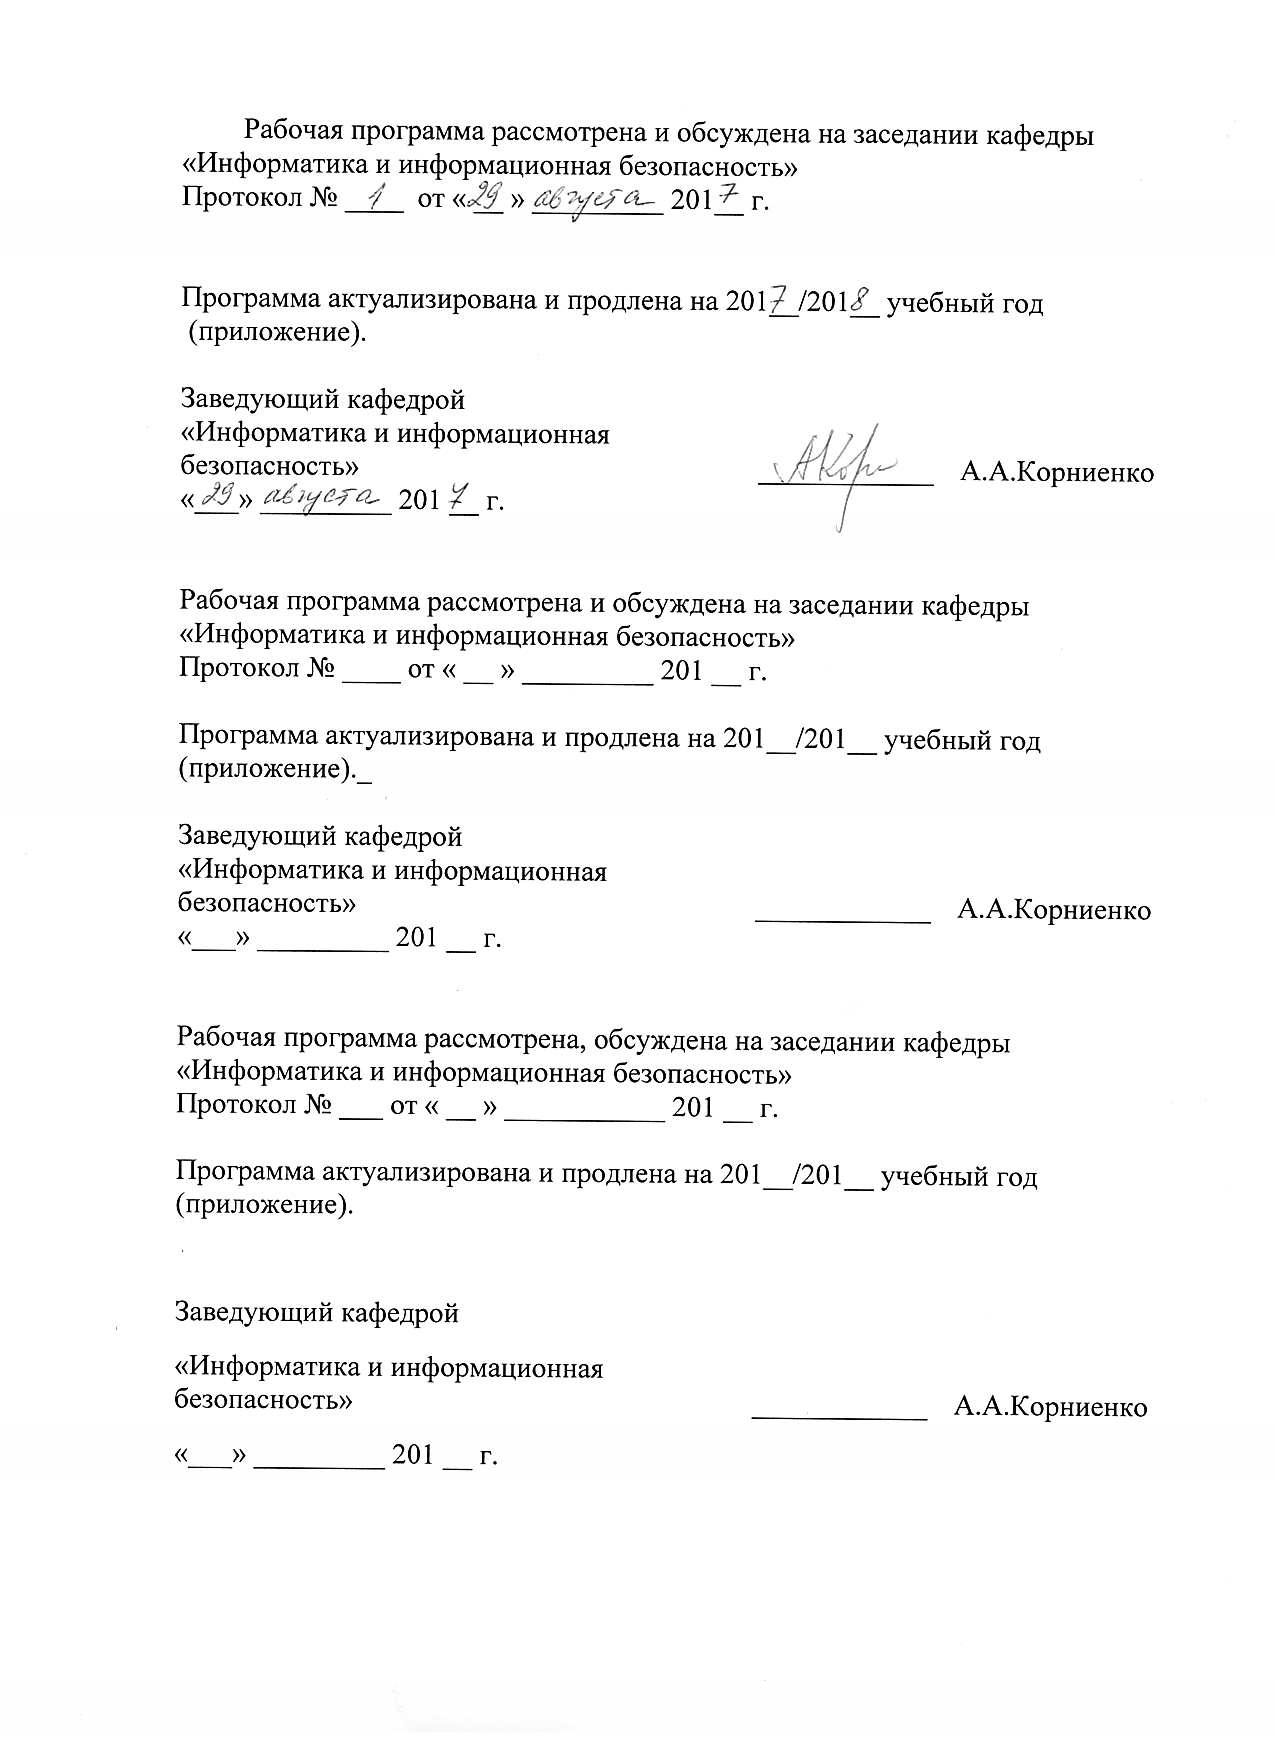 Рабочая программа рассмотрена и обсуждена на заседании кафедры
«Информатика и информационная безопасность»
Протокол № 1 от «29» августа 2017 г.
Программа актуализирована и продлена на 2017/2018 учебный год
(приложение).
Заведующий кафедрой
«Информатика и информационная
безопасность» А.А.Корниенко
«29» августа 2017 г.
Рабочая программа рассмотрена и обсуждена на заседании кафедры
«Информатика и информационная безопасность»
Протокол № ____ от « __ » _________ 201 __ г.
Программа актуализирована и продлена на 201__/201__ учебный год
(приложение)._
Заведующий кафедрой
«Информатика и информационная
безопасность» ____________ А.А.Корниенко
«___» _________ 201 __ г.
Рабочая программа рассмотрена, обсуждена на заседании кафедры
«Информатика и информационная безопасность»
Протокол № ___ от « __ » ___________ 201 __ г.
Программа актуализирована и продлена на 201__/201__ учебный год
(приложение).
Заведующий кафедрой
«Информатика и информационная
безопасность» ____________ А.А.Корниенко
«___» _________ 201 __ г.